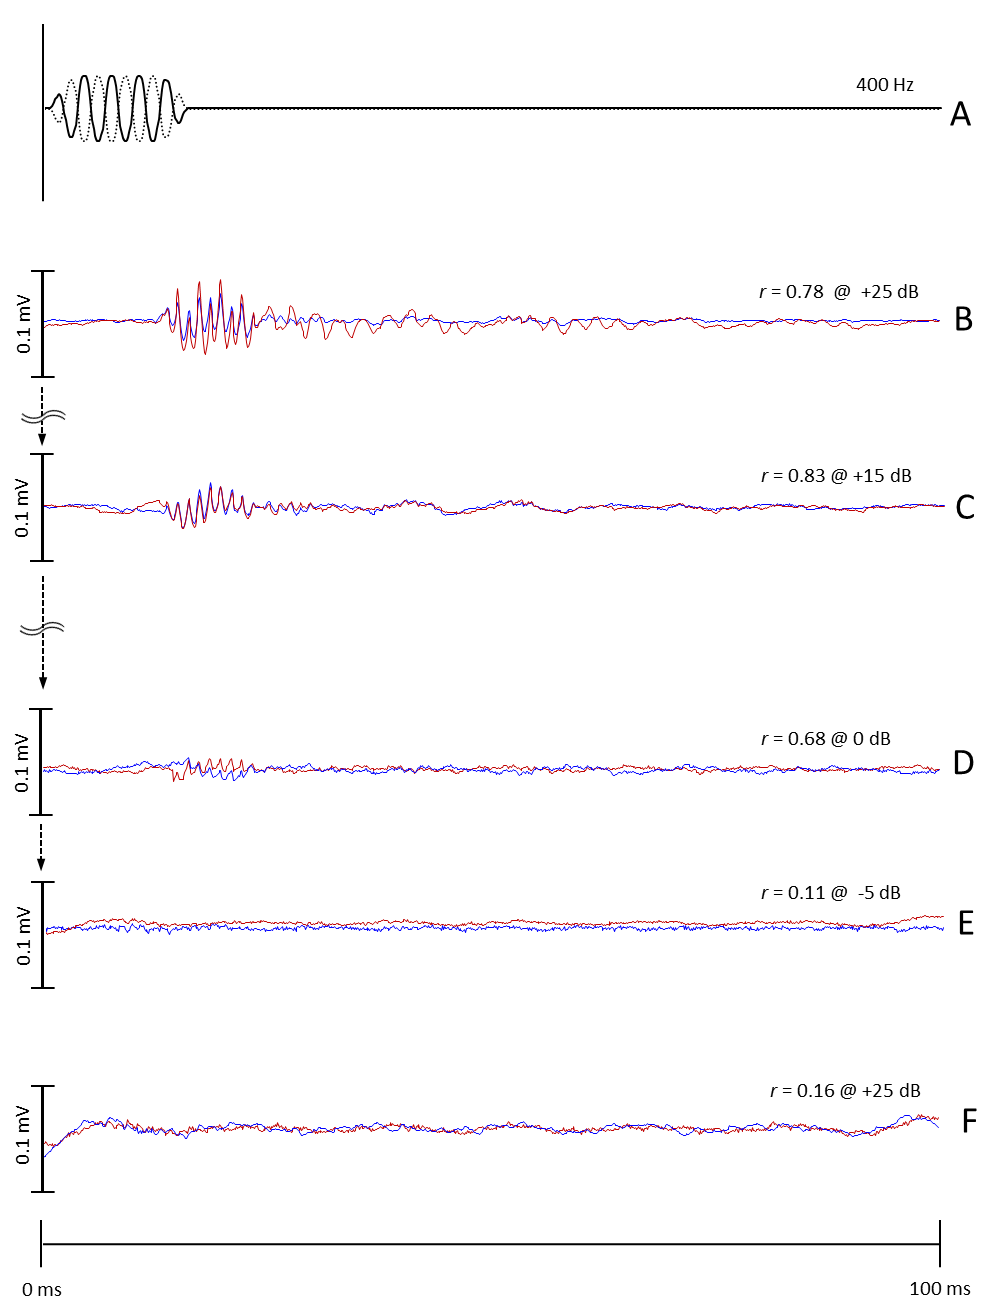 400 Hz
A
0.1 mV
r = 0.78 @ +25 dB
B
0.1 mV
r = 0.83 @ +15 dB
C
0.1 mV
r = 0.68 @ 0 dB
D
0.1 mV
r = 0.11 @ -5 dB
E
0.1 mV
r = 0.16 @ +25 dB
F
0 ms
100 ms